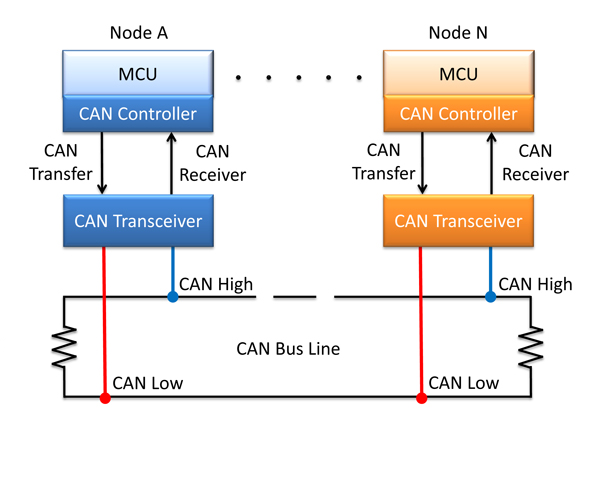 Node A
Node N
MCU
MCU
CAN Controller
CAN Controller
CAN
Transfer
CAN
Receiver
CAN
Transfer
CAN
Receiver
CAN Transceiver
CAN Transceiver
CAN High
CAN High
CAN Bus Line
CAN Low
CAN Low